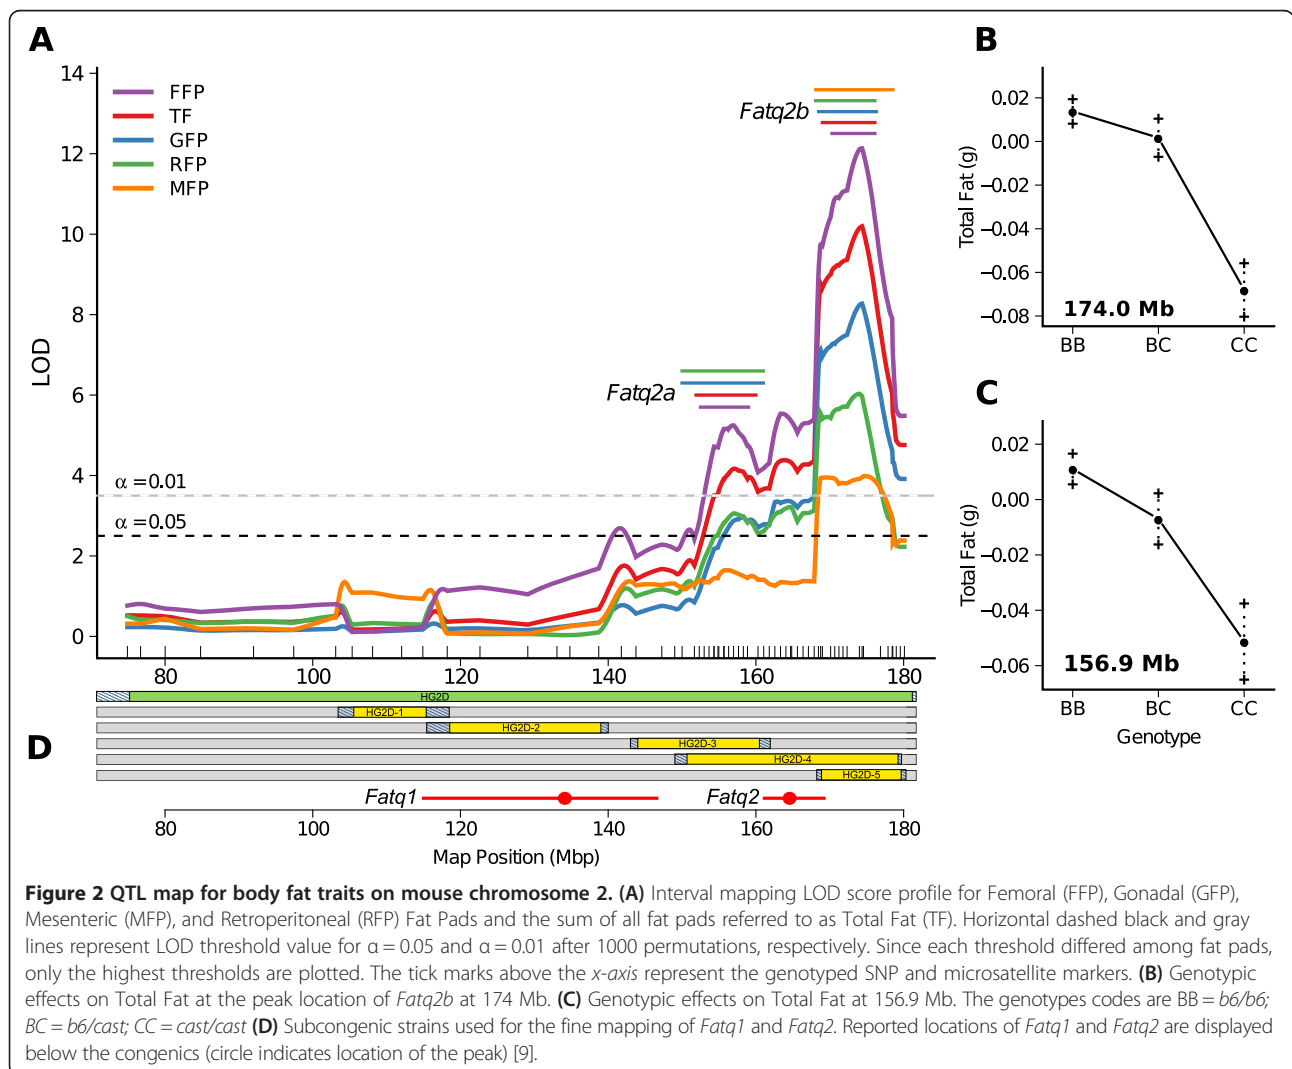 A
14
12
10
8
6
4
2
0
LOD
FFP
TF
GFP
RFP
MFP
Fatq2b
Fatq2a
α = 0.01
α = 0.05
80 100 120 140 160 180
B
0.02
0.00
−0.02
−0.04
−0.06
−0.08
Total Fat (g)
174.0 Mb
BB BC CC
C
0.02
0.00
−0.02
−0.04
−0.06
Total Fat (g)
156.9 Mb
BB BC CC
Genotype
D
HG2D
HG2D-1
HG2D-2
HG2D-3
HG2D-4
HG2D-5
Fatq1 Fatq2
80 100 120 140 160 180
Map Position (Mbp)
Figure 2 QTL map for body fat traits on mouse chromosome 2. (A) Interval mapping LOD score profile for Femoral (FFP), Gonadal (GFP),
Mesenteric (MFP), and Retroperitoneal (RFP) Fat Pads and the sum of all fat pads referred to as Total Fat (TF). Horizontal dashed black and gray
lines represent LOD threshold value for α = 0.05 and α = 0.01 after 1000 permutations, respectively. Since each threshold differed among fat pads,
only the highest thresholds are plotted. The tick marks above the x-axis represent the genotyped SNP and microsatellite markers. (B) Genotypic
effects on Total Fat at the peak location of Fatq2b at 174 Mb. (C) Genotypic effects on Total Fat at 156.9 Mb. The genotypes codes are BB = b6/b6;
BC = b6/cast; CC = cast/cast (D) Subcongenic strains used for the fine mapping of Fatq1 and Fatq2. Reported locations of Fatq1 and Fatq2 are displayed
below the congenics (circle indicates location of the peak) [9].